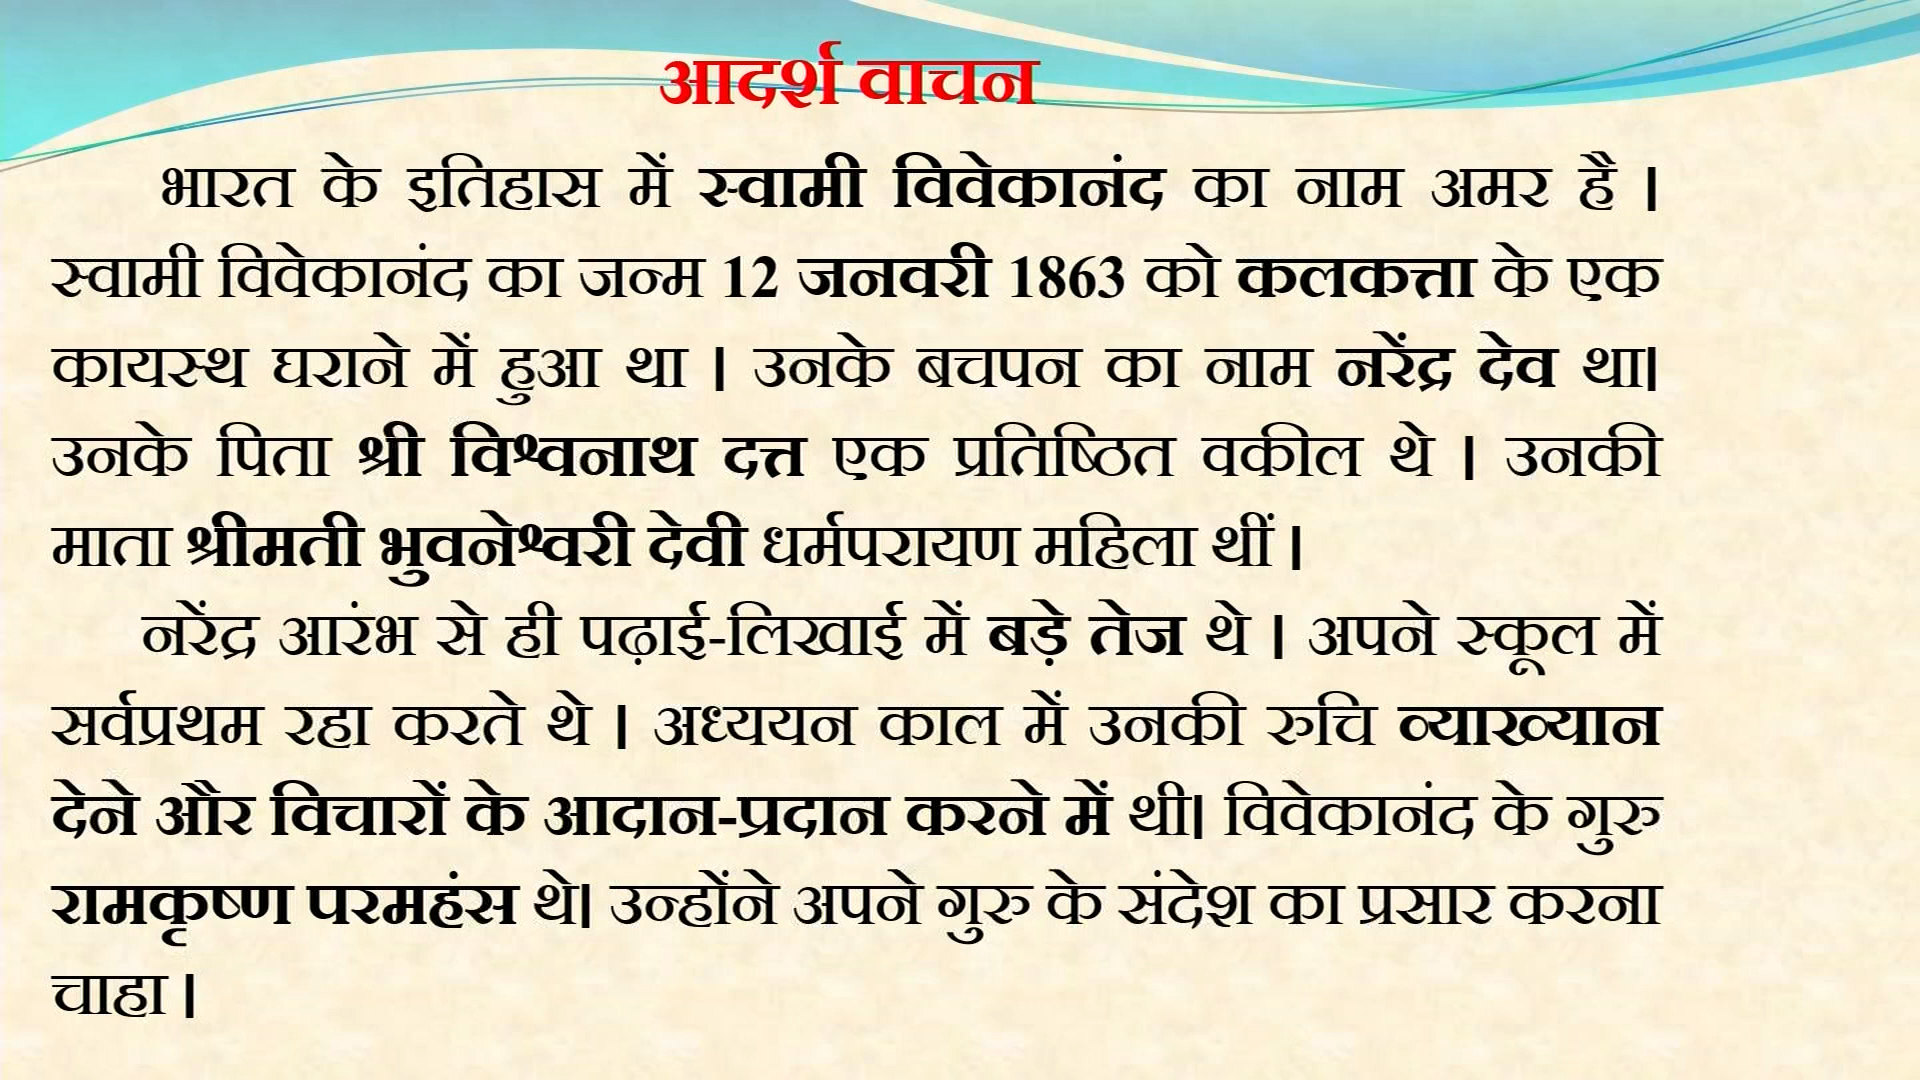 आदर्श वाचन
भारत के इतिहास में स्वामी विवेकानंद का नाम अमर है ।
स्वामी विवेकानंद का जन्म 12 जनवरी 1863 को कलकत्ता के एक
कायस्थ घराने में हुआ था । उनके बचपन का नाम नरेंद्र देव था।
उनके पिता श्री विश्वनाथ दत्त एक प्रतिष्ठित वकील थे । उनकी
माता श्रीमती भुवनेश्वरी देवी धर्मपरायण महिला थीं ।
नरेंद्र आरंभ से ही पढ़ाई-लिखाई में बड़े तेज थे । अपने स्कूल में
सर्वप्रथम रहा करते थे । अध्ययन काल में उनकी रुचि व्याख्यान
देने और विचारों के आदान-प्रदान करने में थी। विवेकानंद के गुरु
रामकृष्ण परमहंस थे। उन्होंने अपने गुरु के संदेश का प्रसार करना
चाहा ।